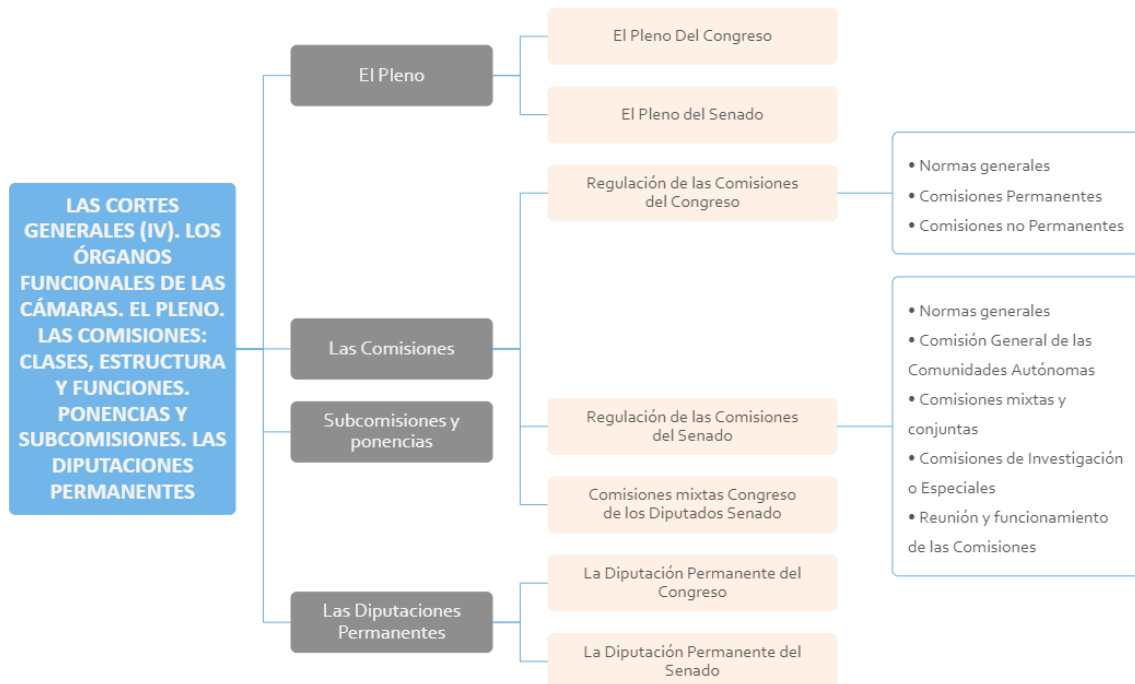 LAS CORTES
GENERALES (IV). LOS
ÓRGANOS
FUNCIONALES DE LAS
CÁMARAS. EL PLENO.
LAS COMISIONES:
CLASES, ESTRUCTURA
Y FUNCIONES.
PONENCIAS Y
SUBCOMISIONES. LAS
DIPUTACIONES
PERMANENTES
El Pleno
El Pleno Del Congreso
El Pleno del Senado
Las Comisiones
Regulación de las Comisiones
del Congreso
• Normas generales
• Comisiones Permanentes
• Comisiones no Permanentes
Regulación de las Comisiones
del Senado
• Normas generales
• Comisión General de las
Comunidades Autónomas
• Comisiones mixtas y
conjuntas
• Comisiones de Investigación
o Especiales
• Reunión y funcionamiento
de las Comisiones
Comisiones mixtas Congreso
de los Diputados Senado
Subcomisiones y
ponencias
Las Diputaciones
Permanentes
La Diputación Permanente del
Congreso
La Diputación Permanente del
Senado